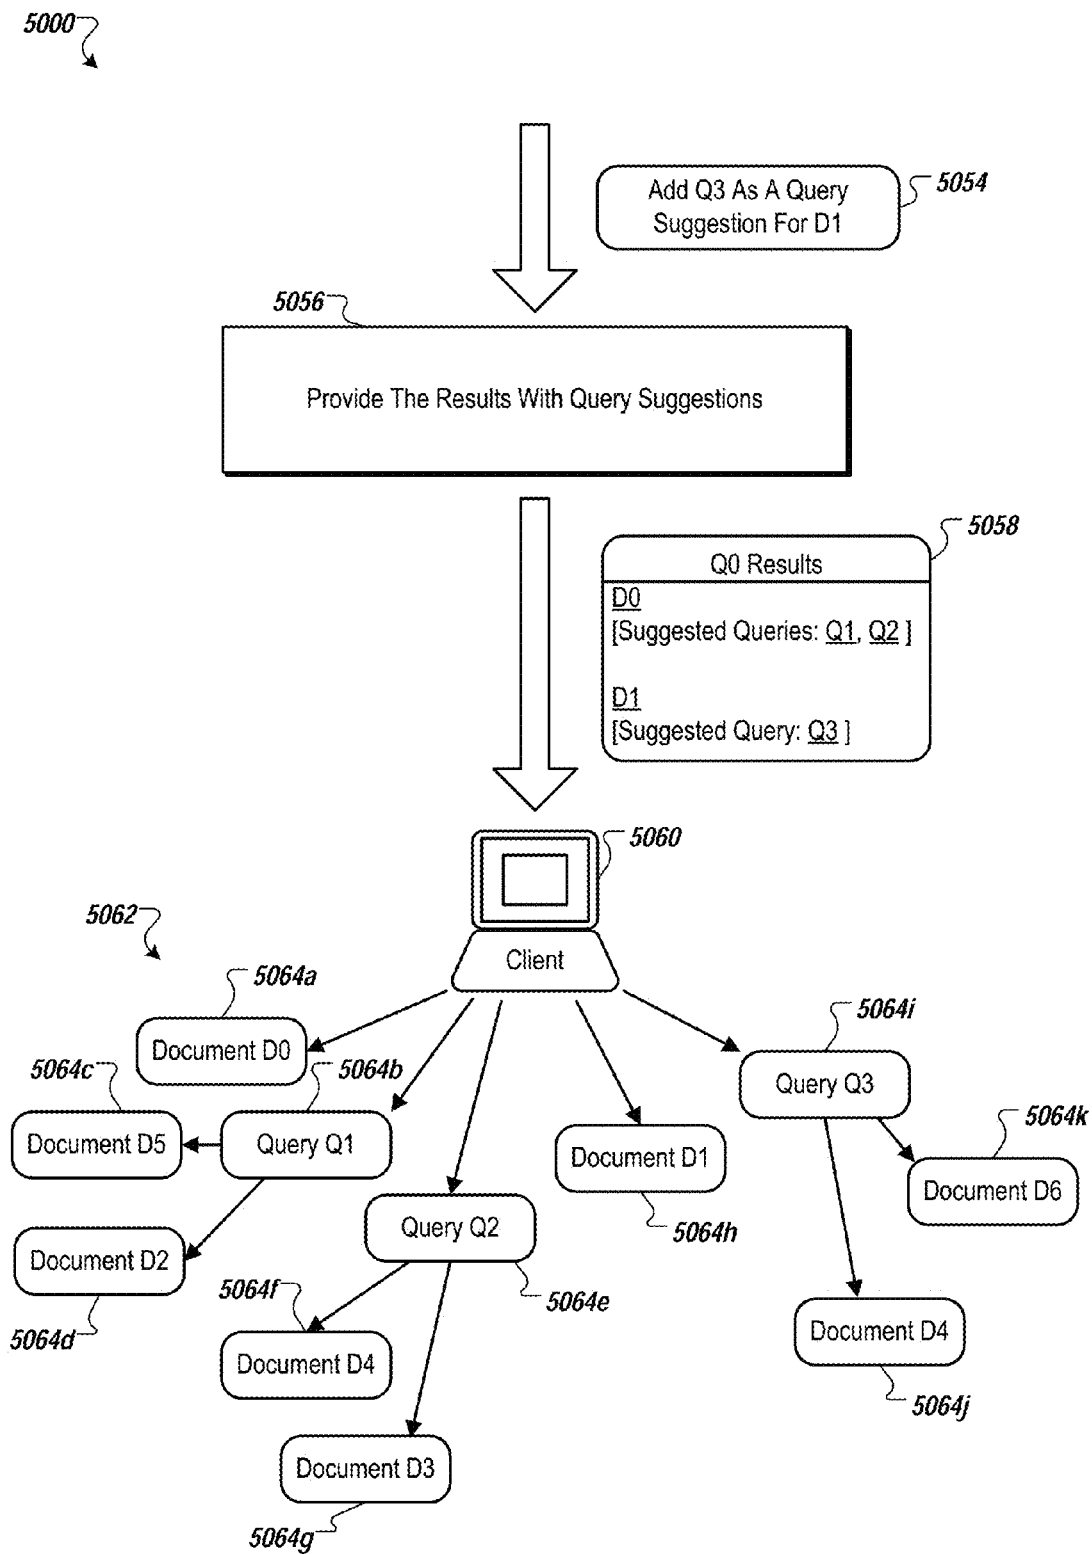 5000
Add Q3 As A Query
Suggestion For D1
5054
5056
Provide The Results With Query Suggestions
5058
Q0 Results
D0
[Suggested Queries: Q1, Q2 ]
D1
[Suggested Query: Q3 ]
5060
5062
Client
5064a
5064i
Document D0
5064c
5064b
Query Q3
5064k
Document D5
Query Q1
Document D1
Document D6
Query Q2
5064h
Document D2
5064f
5064e
5064d
Document D4
Document D4
5064j
Document D3
5064g